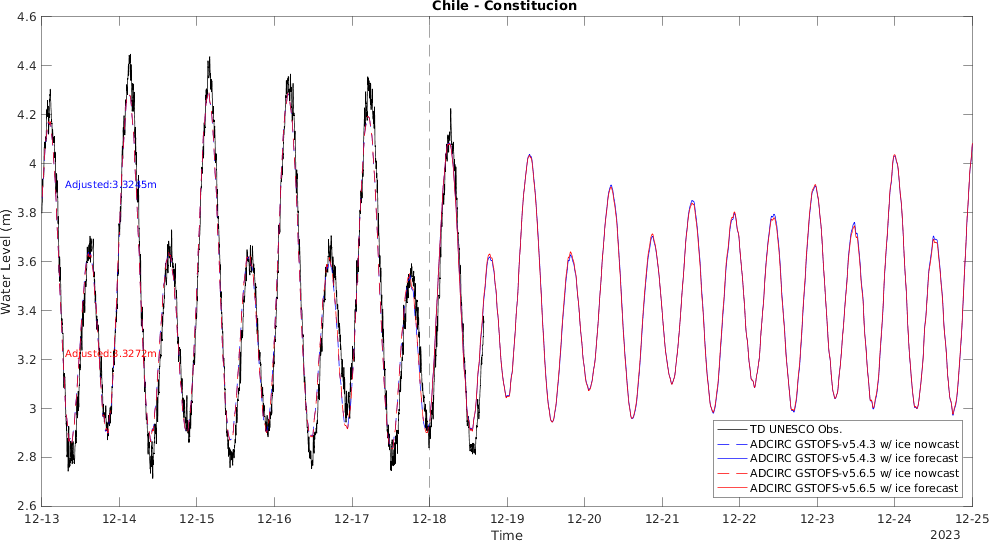 Chile - Constitucion
4.6
4.4
4.2
4
3.8
3.6
3.4
3.2
3
2.8
2.6
Water Level (m)
Adjusted:3.3245m
Adjusted:3.3272m
TD UNESCO Obs.
ADCIRC GSTOFS-v5.4.3 w/ ice nowcast
ADCIRC GSTOFS-v5.4.3 w/ ice forecast
ADCIRC GSTOFS-v5.6.5 w/ ice nowcast
ADCIRC GSTOFS-v5.6.5 w/ ice forecast
12-13 12-14 12-15 12-16 12-17 12-18 12-19 12-20 12-21 12-22 12-23 12-24 12-25
Time
2023